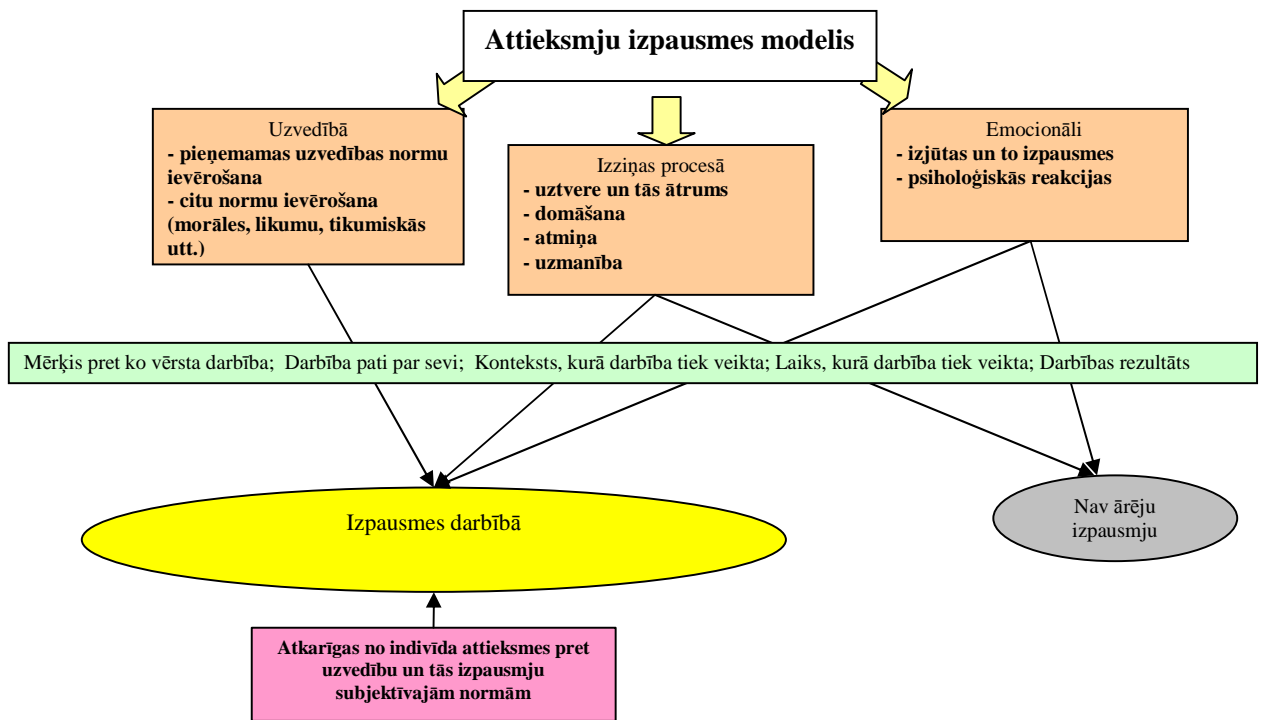 Attieksmju izpausmes modelis
Uzvedībā
- pieņemamas uzvedības normu
ievērošana
- citu normu ievērošana
(morāles, likumu, tikumiskās
utt.)
Izziņas procesā
- uztvere un tās ātrums
- domāšana
- atmiņa
- uzmanība
Emocionāli
- izjūtas un to izpausmes
- psiholoģiskās reakcijas
Mērķis pret ko vērsta darbība; Darbība pati par sevi; Konteksts, kurā darbība tiek veikta; Laiks, kurā darbība tiek veikta; Darbības rezultāts
Izpausmes darbībā
Nav ārēju
izpausmju
Atkarīgas no indivīda attieksmes pret
uzvedību un tās izpausmju
subjektīvajām normām